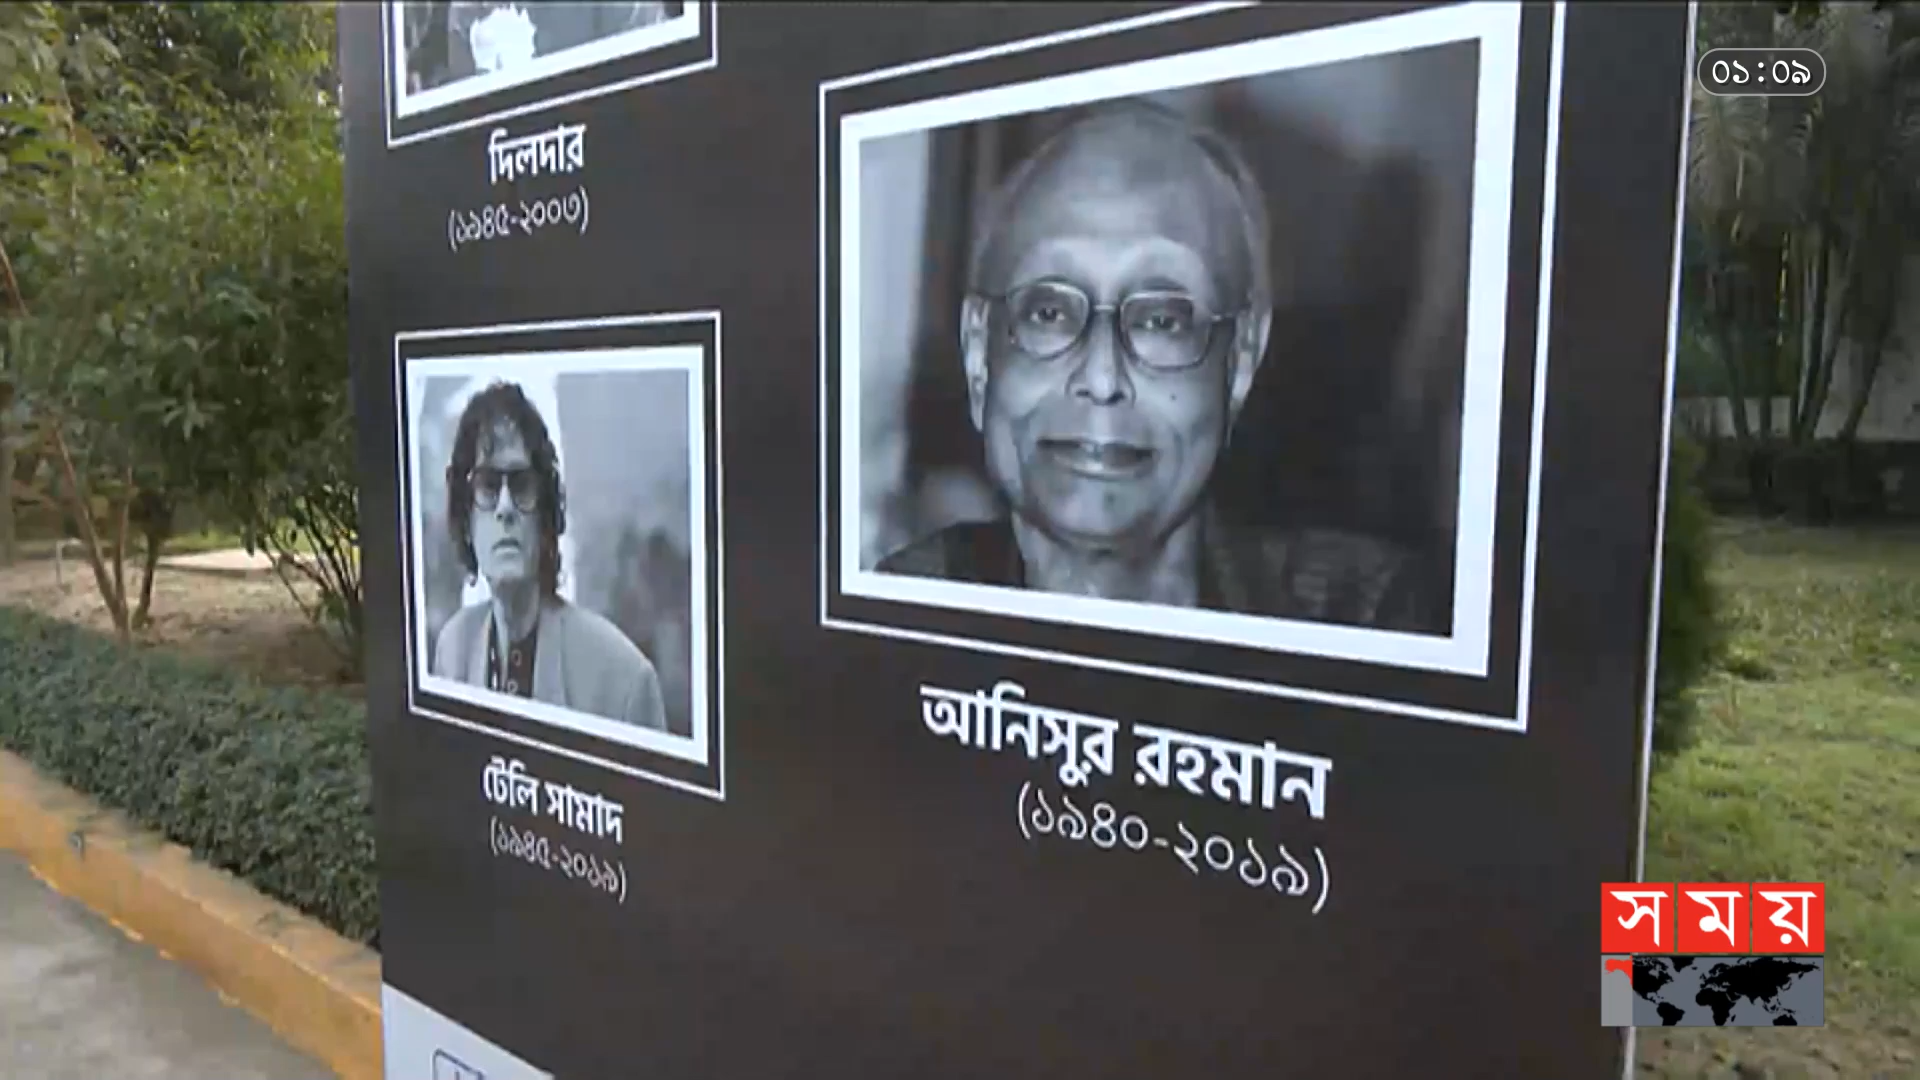 ০১:০৯
দিলদার
(১৯৪৫-২০০৩)
টেলি সামাদ
(১৯৪৫-২০১৯)
আনিসুর রহমান
(১৯৪০-২০১৯)
সময়